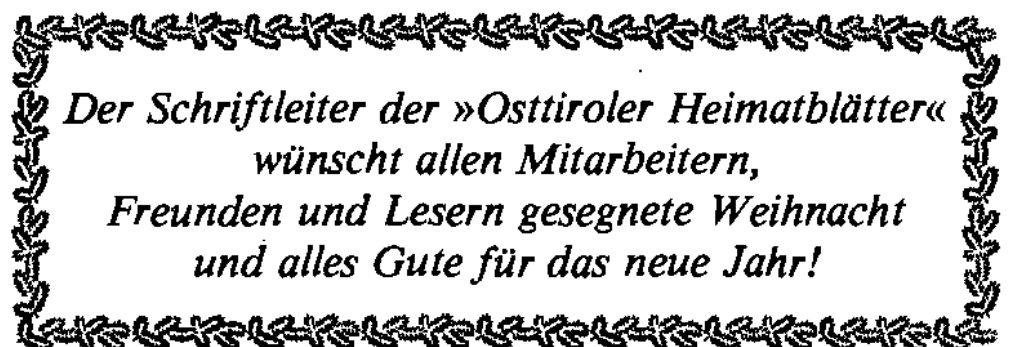 Der Schriftleiter der »Osttiroler Heimatblätter«
wünscht allen Mitarbeitern,
Freunden und Lesern gesegnete Weihnacht
und alles Gute für das neue Jahr!